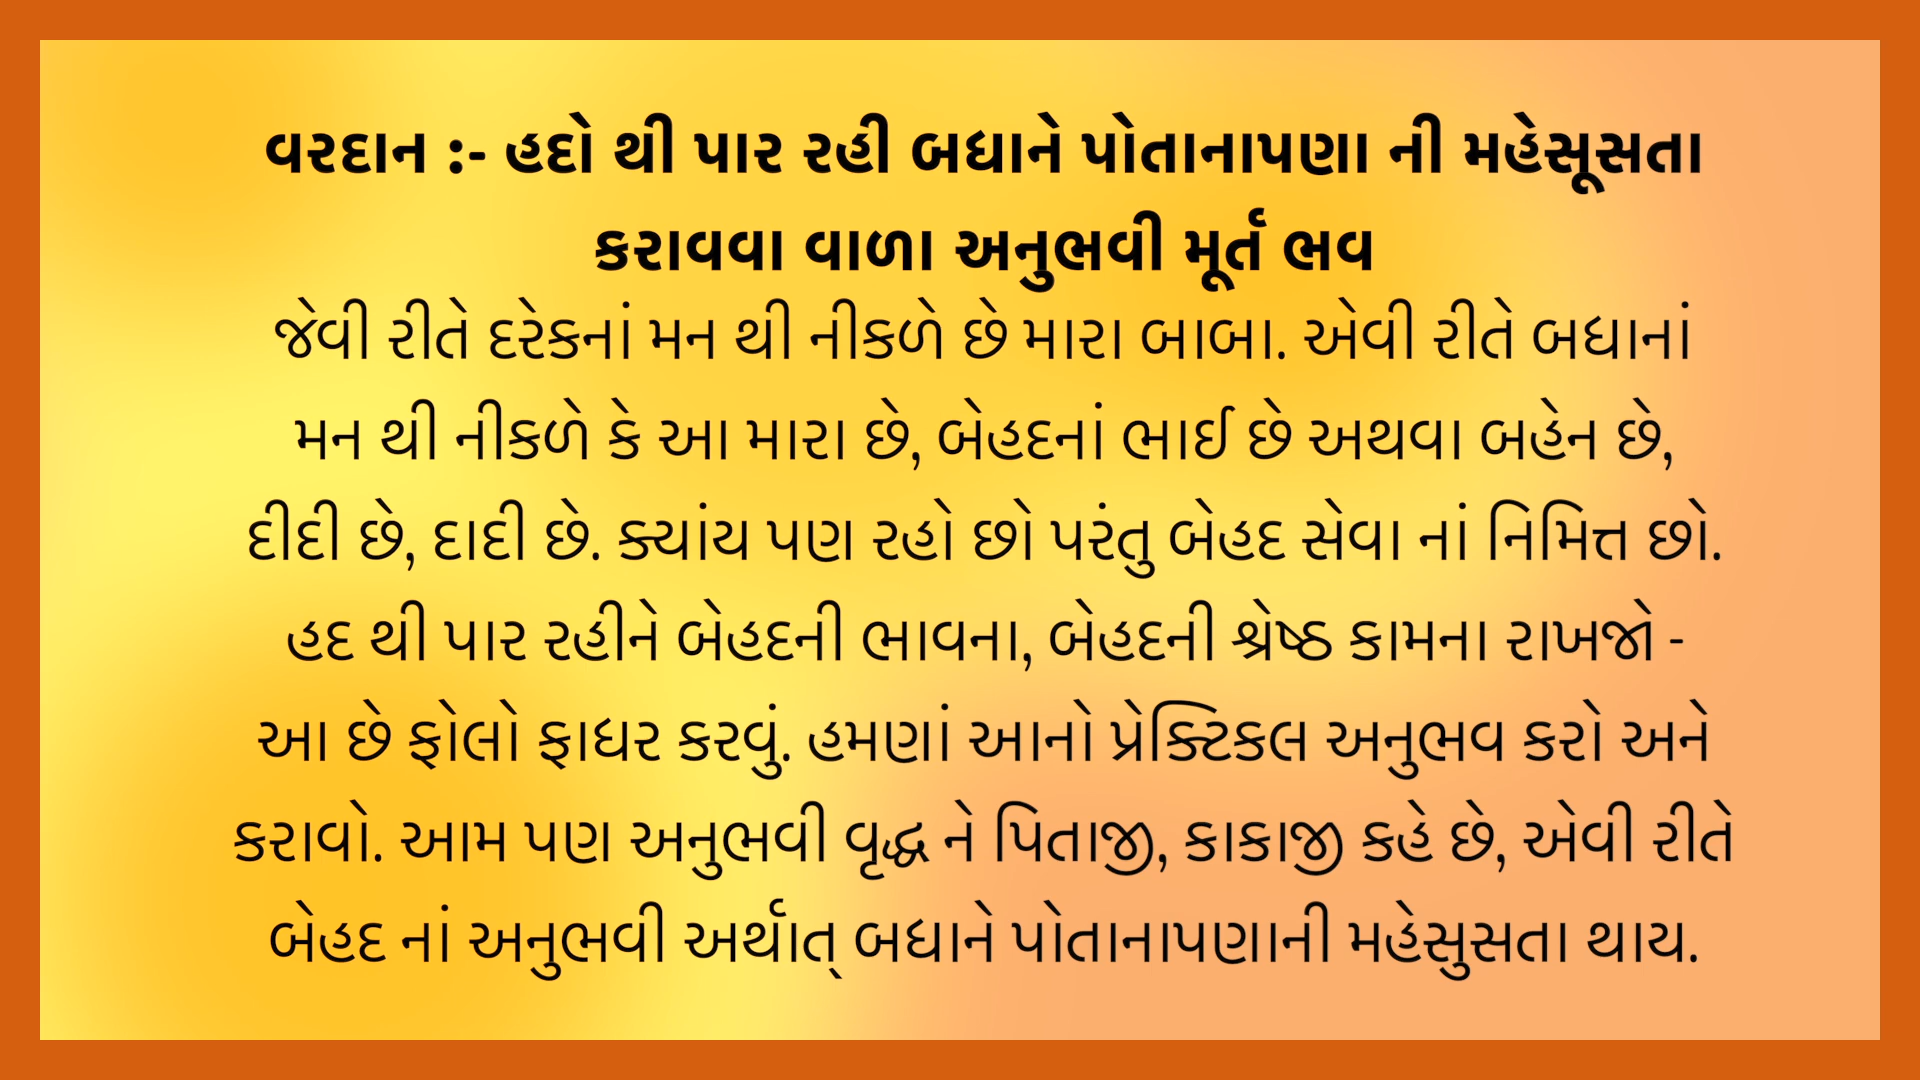 વરદાન :- હદો થી પાર રહી બધાને પોતાનાપણા ની મહેસૂસતા
કરાવવા વાળા અનુભવી મૂર્ત ભવ
જેવી રીતે દરેકનાં મન થી નીકળે છે મારા બાબા. એવી રીતે બધાનાં
મન થી નીકળે કે આ મારા છે, બેહદનાં ભાઈ છે અથવા બહેન છે,
દીદી છે, દાદી છે. ક્યાંય પણ રહો છો પરંતુ બેહદ સેવા નાં નિમિત્ત છો.
હદ થી પાર રહીને બેહદની ભાવના, બેહદની શ્રેષ્ઠ કામના રાખજો -
આ છે ફોલો ફાધર કરવું. હમણાં આનો પ્રેક્ટિકલ અનુભવ કરો અને
કરાવો. આમ પણ અનુભવી વૃદ્ધ ને પિતાજી, કાકાજી કહે છે, એવી રીતે
બેહદ નાં અનુભવી અર્થાત્ બધાને પોતાનાપણાની મહેસુસતા થાય.